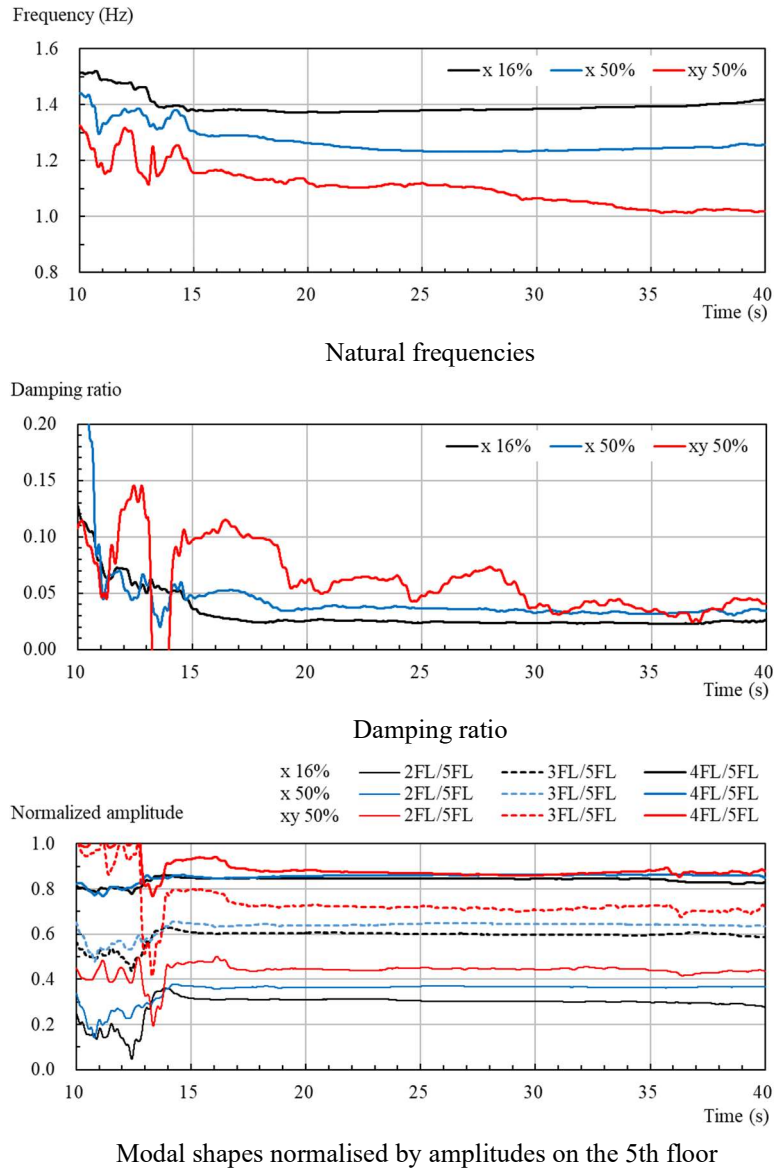 Frequency (Hz)
1.6
x 16% x 50% xy 50%
1.4
1.2
1.0
0.8
10 15 20 25 30 35 40
Time (s)
Natural frequencies
Damping ratio
0.20
x 16% x 50% xy 50%
0.15
0.10
0.05
0.00
10 15 20 25 30 35 40
Time (s)
Damping ratio
x 16% 2FL/5FL 3FL/5FL 4FL/5FL
x 50% 2FL/5FL 3FL/5FL 4FL/5FL
Normalized amplitude xy 50% 2FL/5FL 3FL/5FL 4FL/5FL
1.0
0.8
0.6
0.4
0.2
0.0
10 15 20 25 30 35 40
Time (s)
Modal shapes normalised by amplitudes on the 5th floor